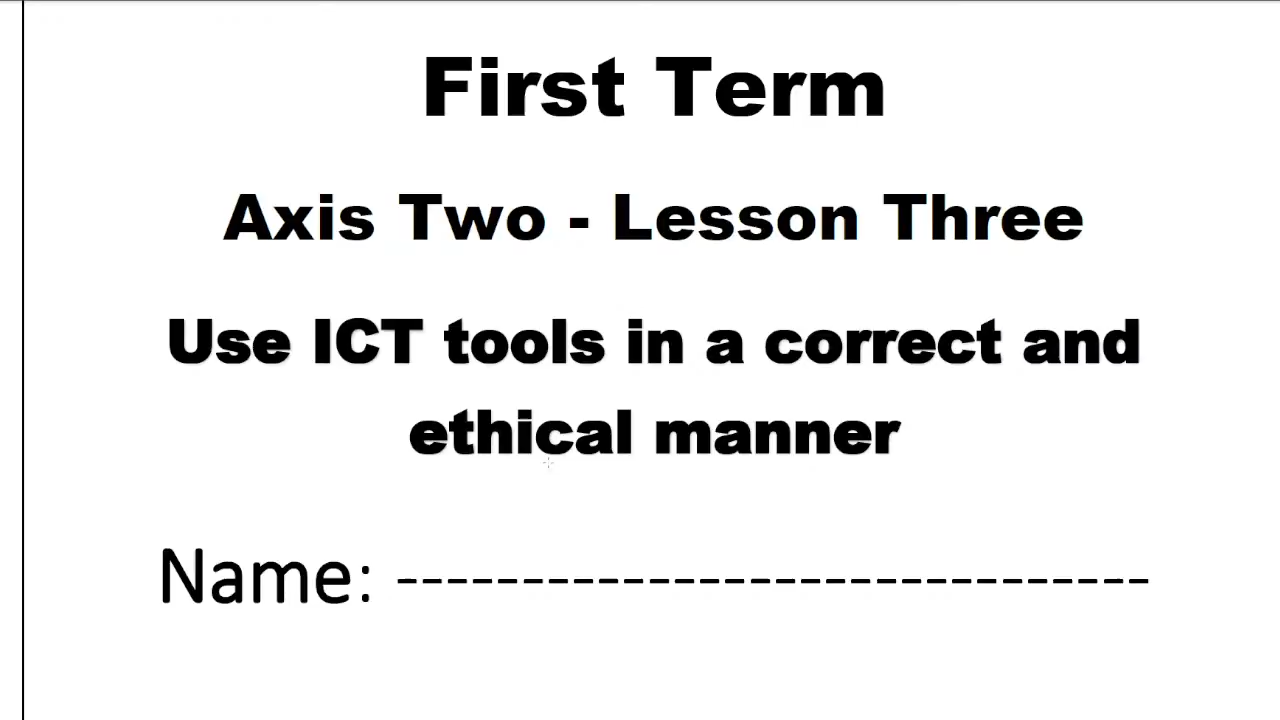 First Term
Axis Two - Lesson Three
Use ICT tools in a correct and
ethical manner
Name: ------------------------------